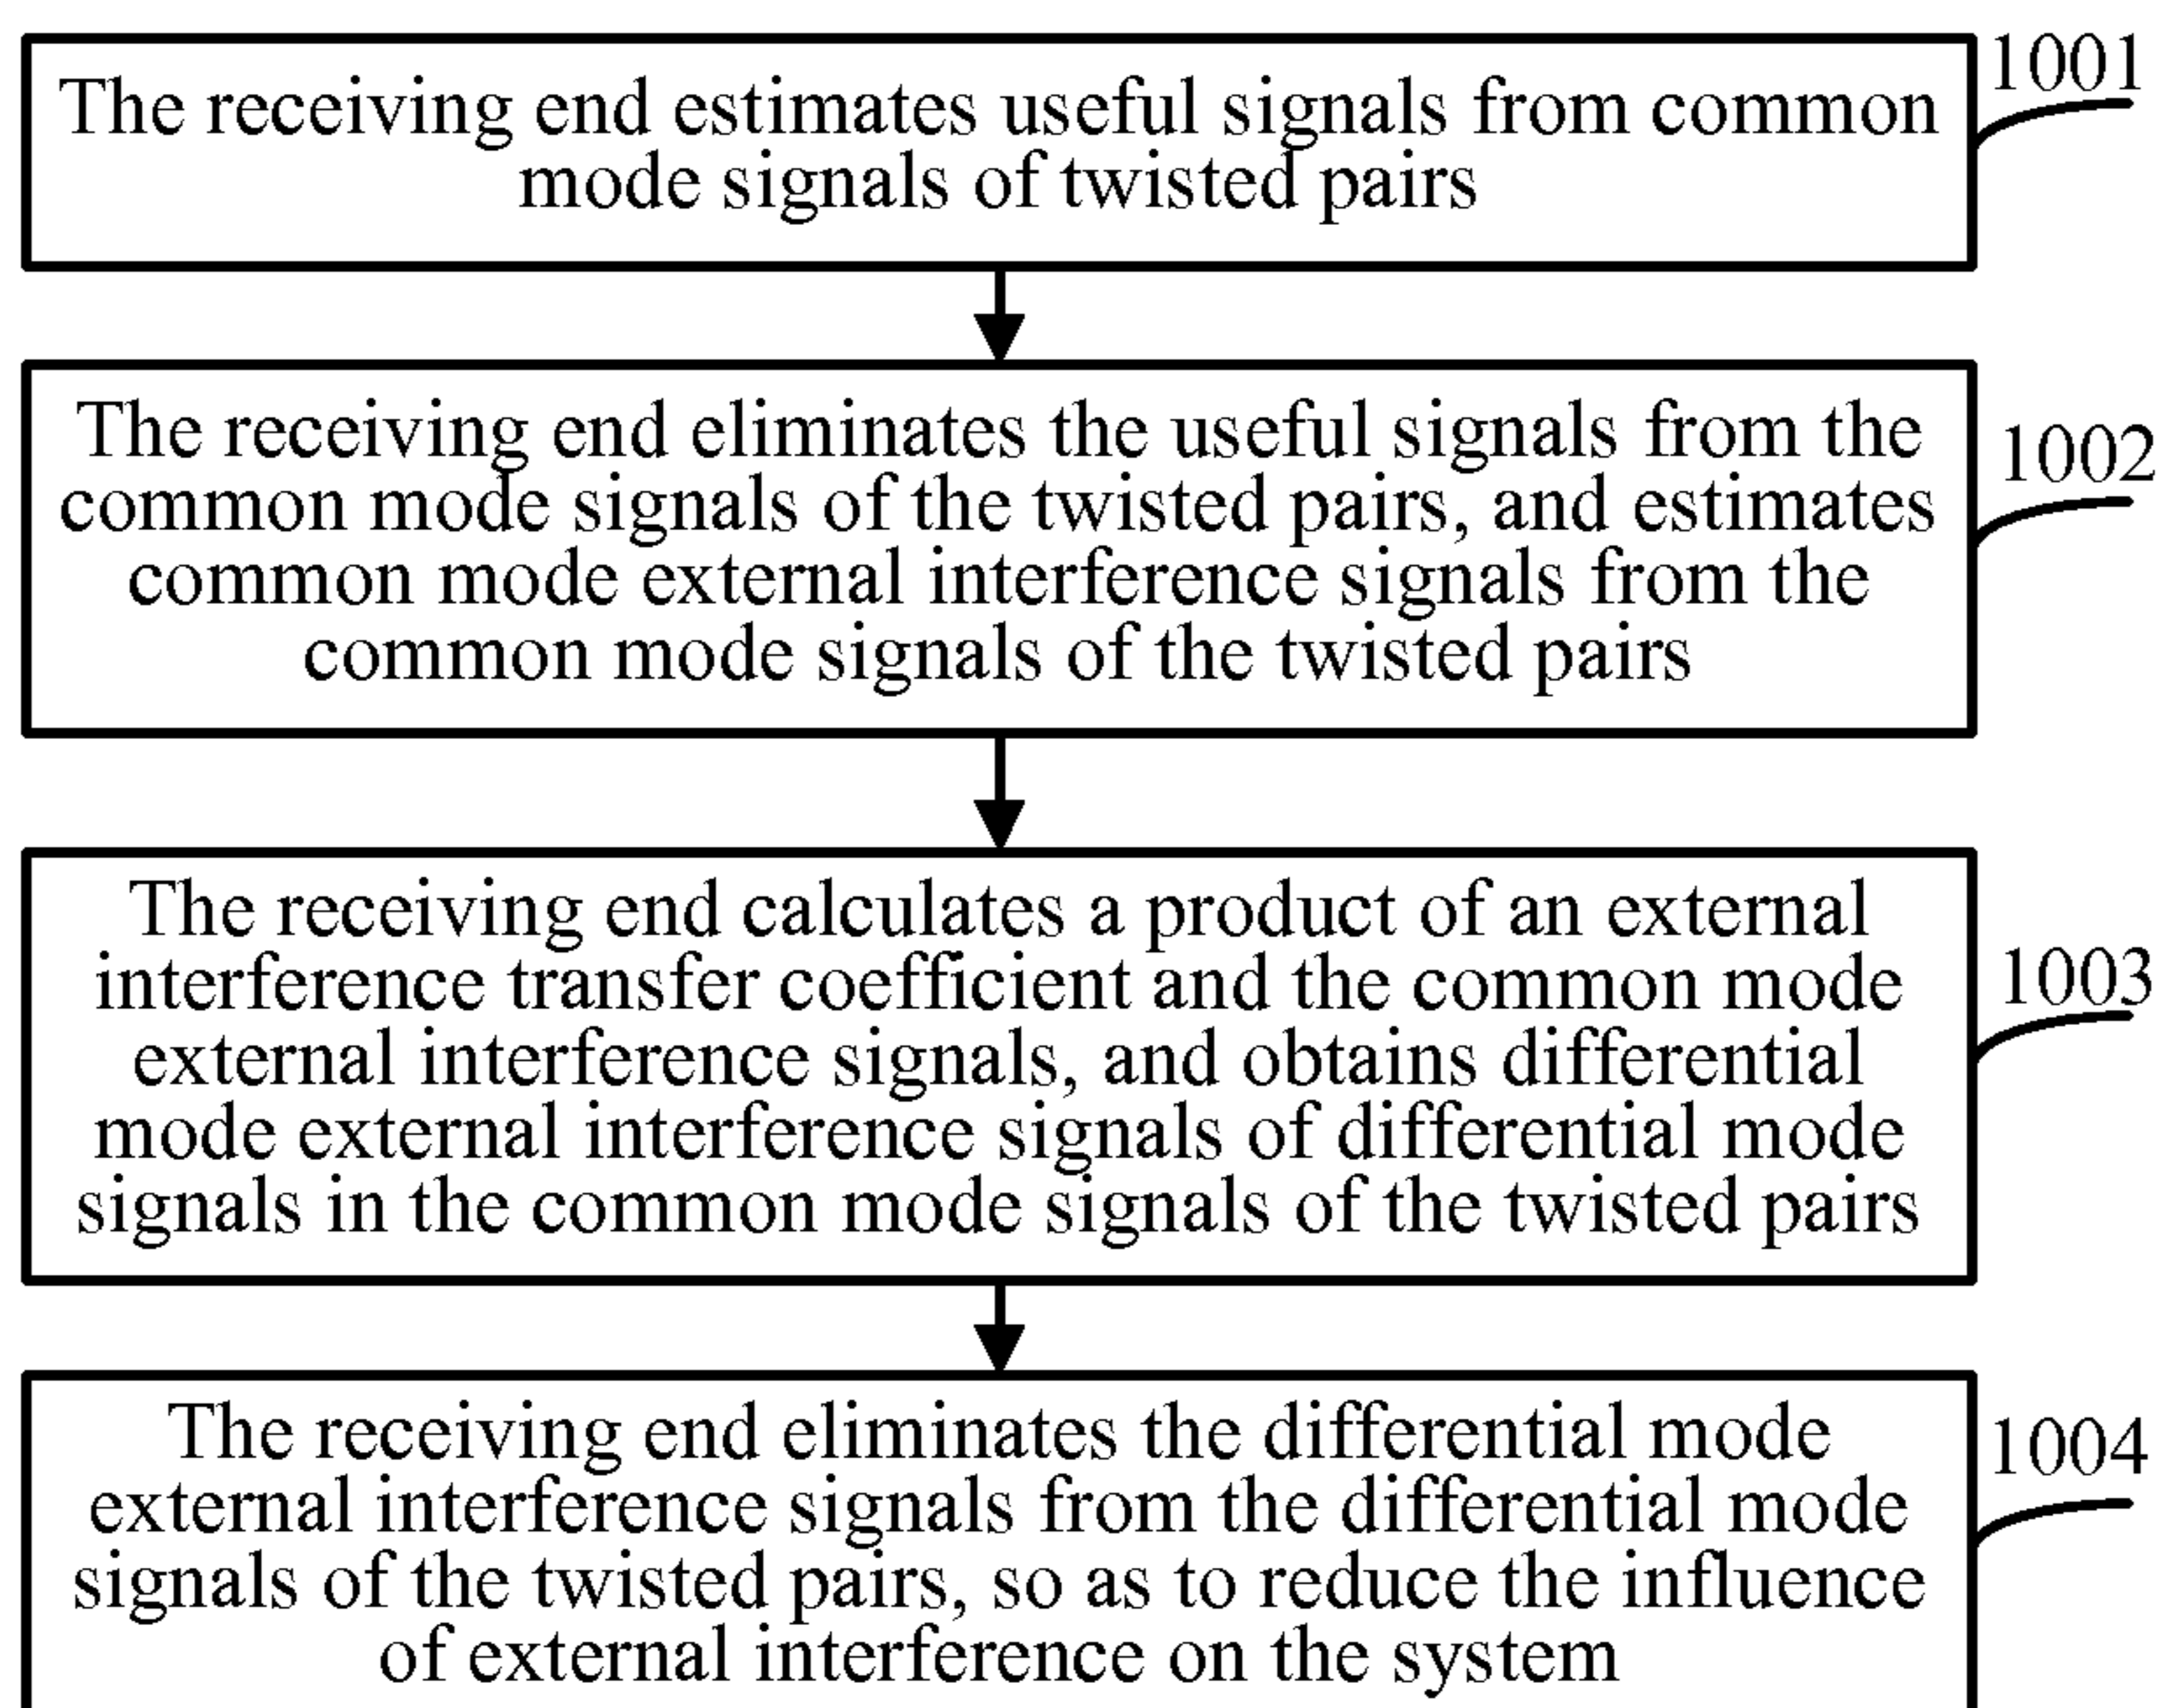 The receiving end estimates useful signals from common
mode signals of twisted pairs
1001
The receiving end eliminates the useful signals from the
common mode signals of the twisted pairs, and estimates
common mode external interference signals from the
common mode signals of the twisted pairs
1002
The receiving end calculates a product of an external
interference transfer coefficient and the common mode
external interference signals, and obtains differential
mode external interference signals of differential mode
signals in the common mode signals of the twisted pairs
1003
The receiving end eliminates the differential mode
external interference signals from the differential mode
signals of the twisted pairs, so as to reduce the influence
of external interference on the system
1004